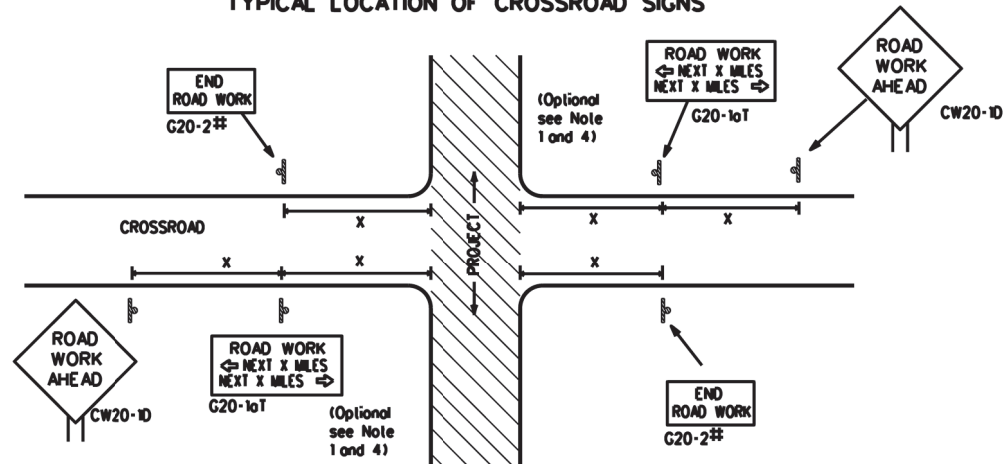 TYPICAL LOCATION OF CROSSROAD SIGNS
END
ROAD WORK
G20-2#
(Optional
see Note
1 and 4)
ROAD WORK
⇦ NEXT X MILES
NEXT X MILES ⇨
G20-1aT
ROAD
WORK
AHEAD
CW20-1D
X
X
X
CROSSROAD
PROJECT
X
X
X
ROAD
WORK
AHEAD
CW20-1D
ROAD WORK
⇦ NEXT X MILES
NEXT X MILES ⇨
G20-1aT
(Optional
see Note
1 and 4)
END
ROAD WORK
G20-2#